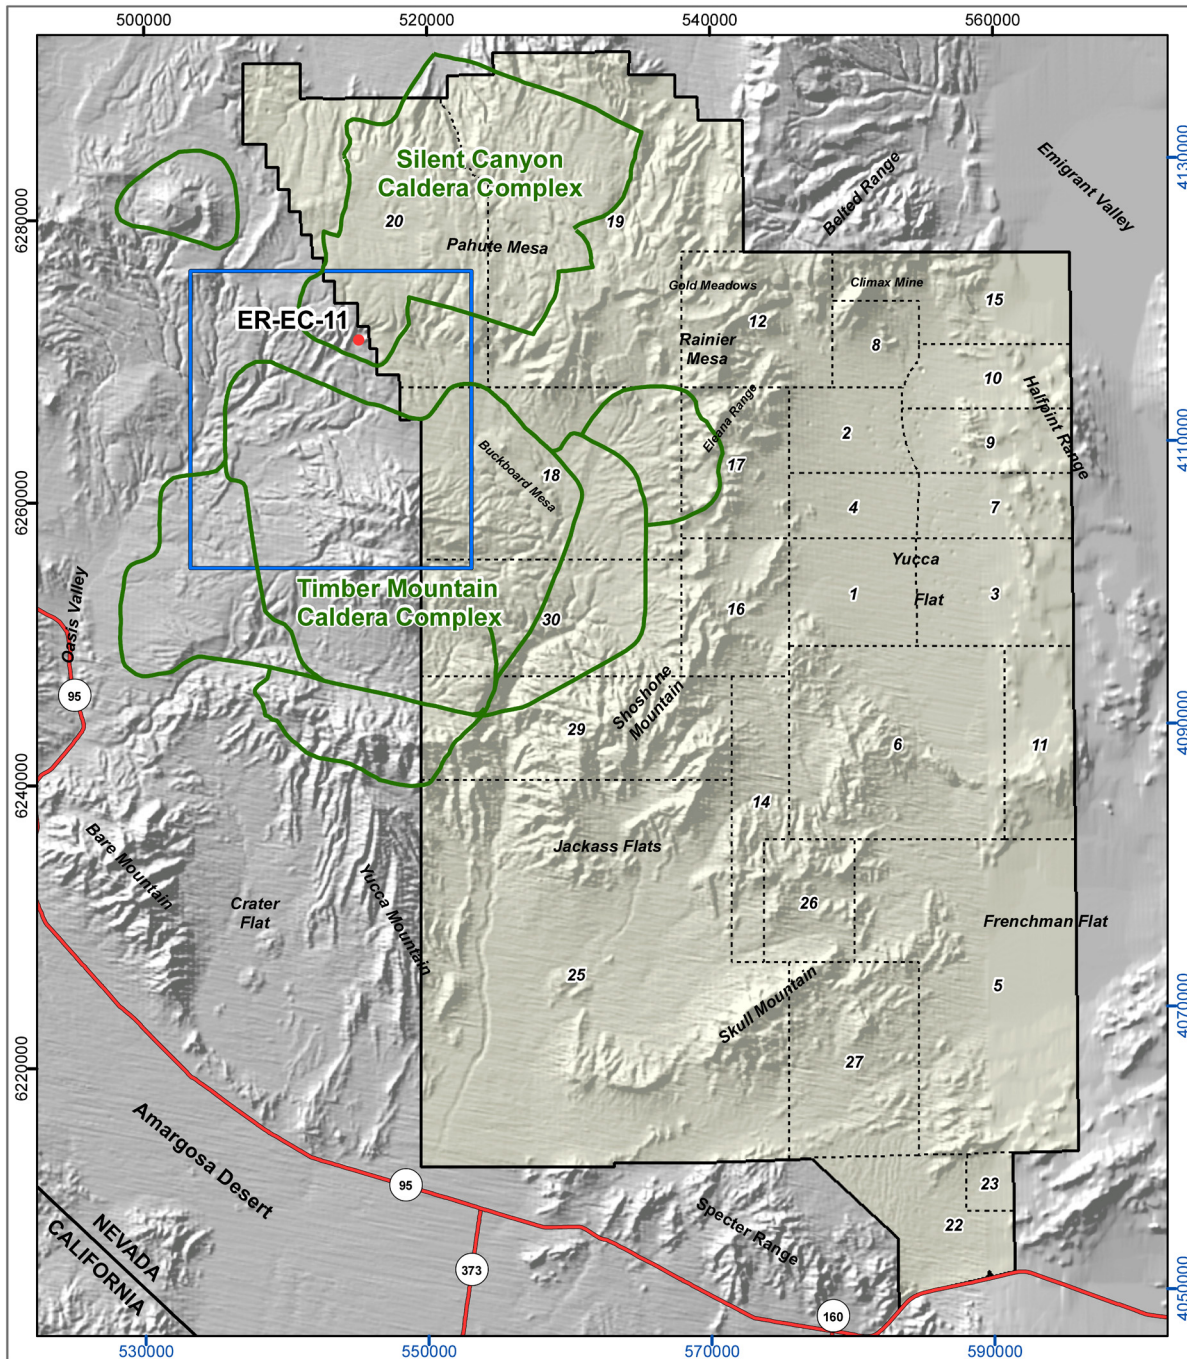 500000
520000
540000
560000
4130000
Emigrant Valley
Belted Range
Silent Canyon
Caldera Complex
6280000
20
19
Pahute Mesa
Gold Meadows
Climax Mine
15
ER-EC-11
12
Rainier
Mesa
8
10
Halfpint Range
Eleana Range
4110000
2
9
Buckboard Mesa
18
17
6260000
4
7
Yucca
Flat
Oasis Valley
Timber Mountain
Caldera Complex
30
16
1
3
95
Shoshone
Mountain
4090000
29
6
11
6240000
14
Bare Mountain
Jackass Flats
Yucca Mountain
Crater
Flat
26
Frenchman Flat
25
5
4070000
Skull Mountain
27
6220000
Amargosa Desert
95
23
22
NEVADA
CALIFORNIA
Specter Range
373
160
4050000
530000
550000
570000
590000